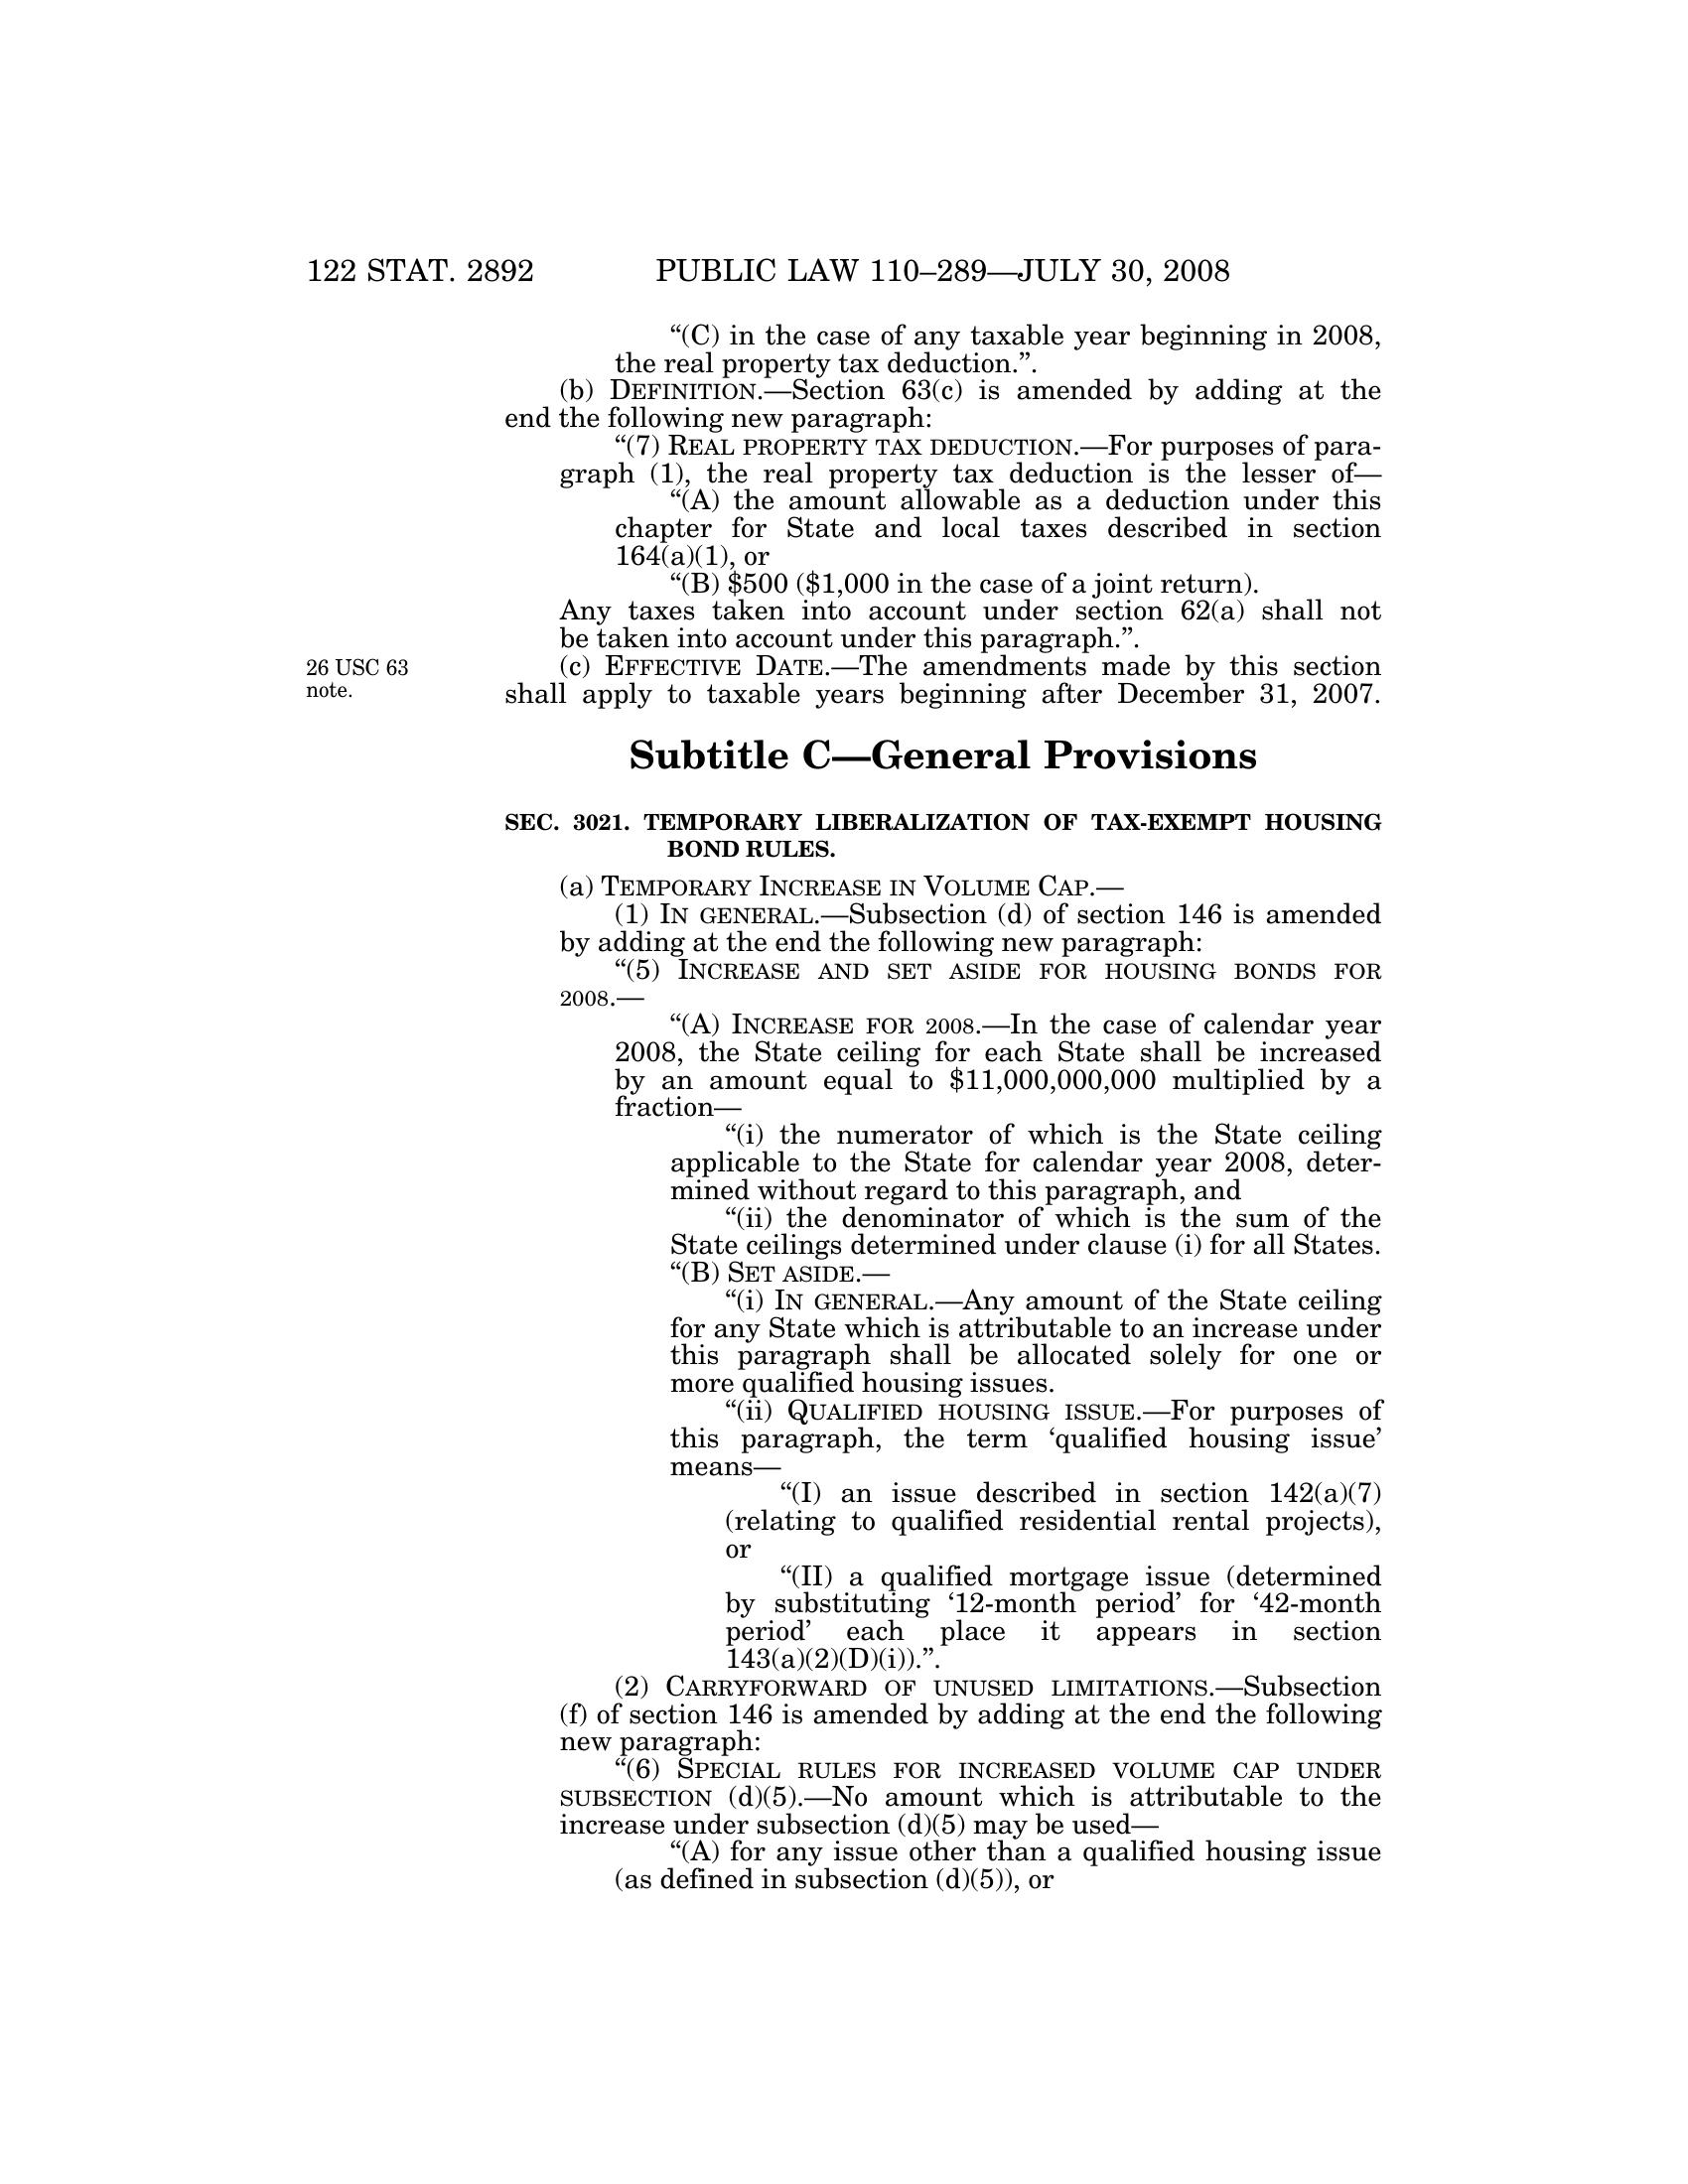 122 STAT. 2892 PUBLIC LAW 110–289—JULY 30, 2008
“(C) in the case of any taxable year beginning in 2008,
the real property tax deduction.”.
(b) DEFINITION.—Section 63(c) is amended by adding at the
end the following new paragraph:
“(7) REAL PROPERTY TAX DEDUCTION.—For purposes of para-
graph (1), the real property tax deduction is the lesser of—
“(A) the amount allowable as a deduction under this
chapter for State and local taxes described in section
164(a)(1), or
“(B) $500 ($1,000 in the case of a joint return).
Any taxes taken into account under section 62(a) shall not
be taken into account under this paragraph.”.
26 USC 63
note.
(c) EFFECTIVE DATE.—The amendments made by this section
shall apply to taxable years beginning after December 31, 2007.
Subtitle C—General Provisions
SEC. 3021. TEMPORARY LIBERALIZATION OF TAX-EXEMPT HOUSING
BOND RULES.
(a) TEMPORARY INCREASE IN VOLUME CAP.—
(1) IN GENERAL.—Subsection (d) of section 146 is amended
by adding at the end the following new paragraph:
“(5) INCREASE AND SET ASIDE FOR HOUSING BONDS FOR
2008.—
“(A) INCREASE FOR 2008.—In the case of calendar year
2008, the State ceiling for each State shall be increased
by an amount equal to $11,000,000,000 multiplied by a
fraction—
“(i) the numerator of which is the State ceiling
applicable to the State for calendar year 2008, deter-
mined without regard to this paragraph, and
“(ii) the denominator of which is the sum of the
State ceilings determined under clause (i) for all States.
“(B) SET ASIDE.—
“(i) IN GENERAL.—Any amount of the State ceiling
for any State which is attributable to an increase under
this paragraph shall be allocated solely for one or
more qualified housing issues.
“(ii) QUALIFIED HOUSING ISSUE.—For purposes of
this paragraph, the term ‘qualified housing issue’
means—
“(I) an issue described in section 142(a)(7)
(relating to qualified residential rental projects),
or
“(II) a qualified mortgage issue (determined
by substituting ‘12-month period’ for ‘42-month
period’ each place it appears in section
143(a)(2)(D)(i)).”.
(2) CARRYFORWARD OF UNUSED LIMITATIONS.—Subsection
(f) of section 146 is amended by adding at the end the following
new paragraph:
“(6) SPECIAL RULES FOR INCREASED VOLUME CAP UNDER
SUBSECTION (d)(5).—No amount which is attributable to the
increase under subsection (d)(5) may be used—
“(A) for any issue other than a qualified housing issue
(as defined in subsection (d)(5)), or